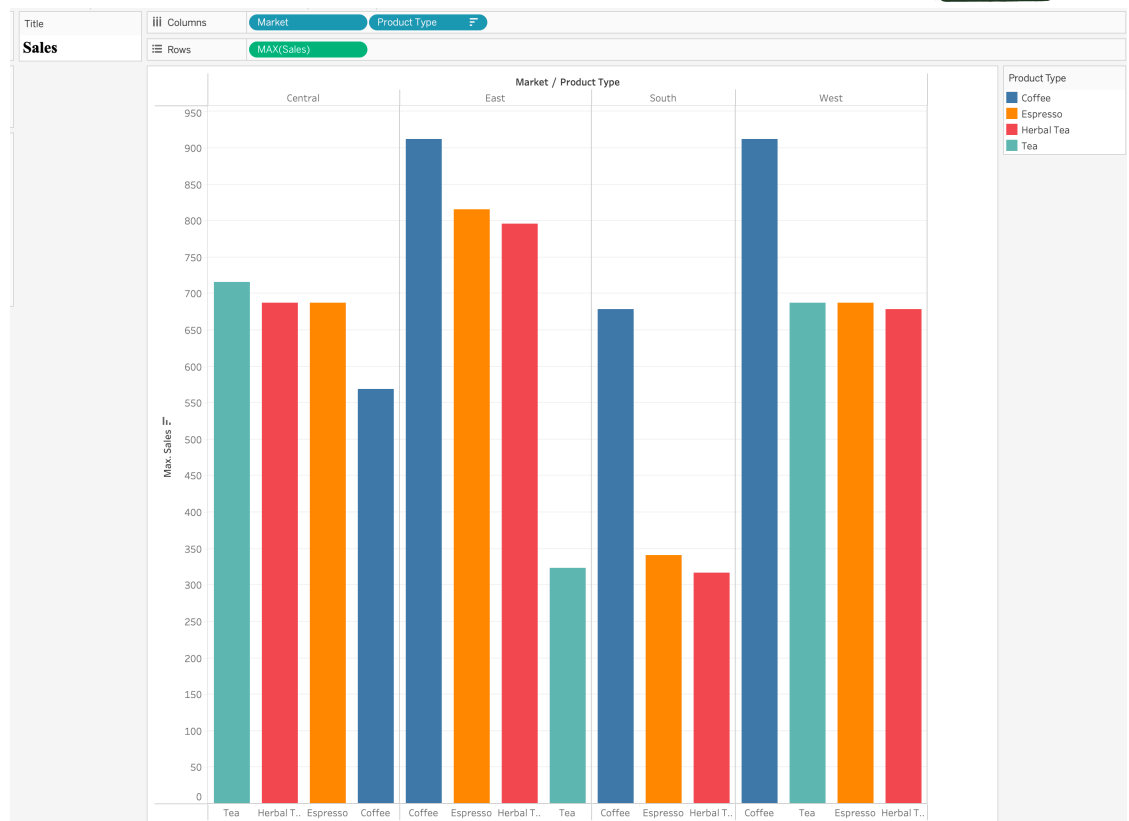 Title
Sales
Columns
Market
Product Type
Rows
MAX(Sales)
Market / Product Type
Central
East
South
West
950
900
850
800
750
700
650
600
550
500
450
400
350
300
250
200
150
100
50
0
Max. Sales
Tea
Herbal T..
Espresso
Coffee
Coffee
Espresso
Herbal T..
Tea
Coffee
Espresso
Herbal T..
Coffee
Tea
Espresso
Herbal T..
Product Type
Coffee
Espresso
Herbal Tea
Tea